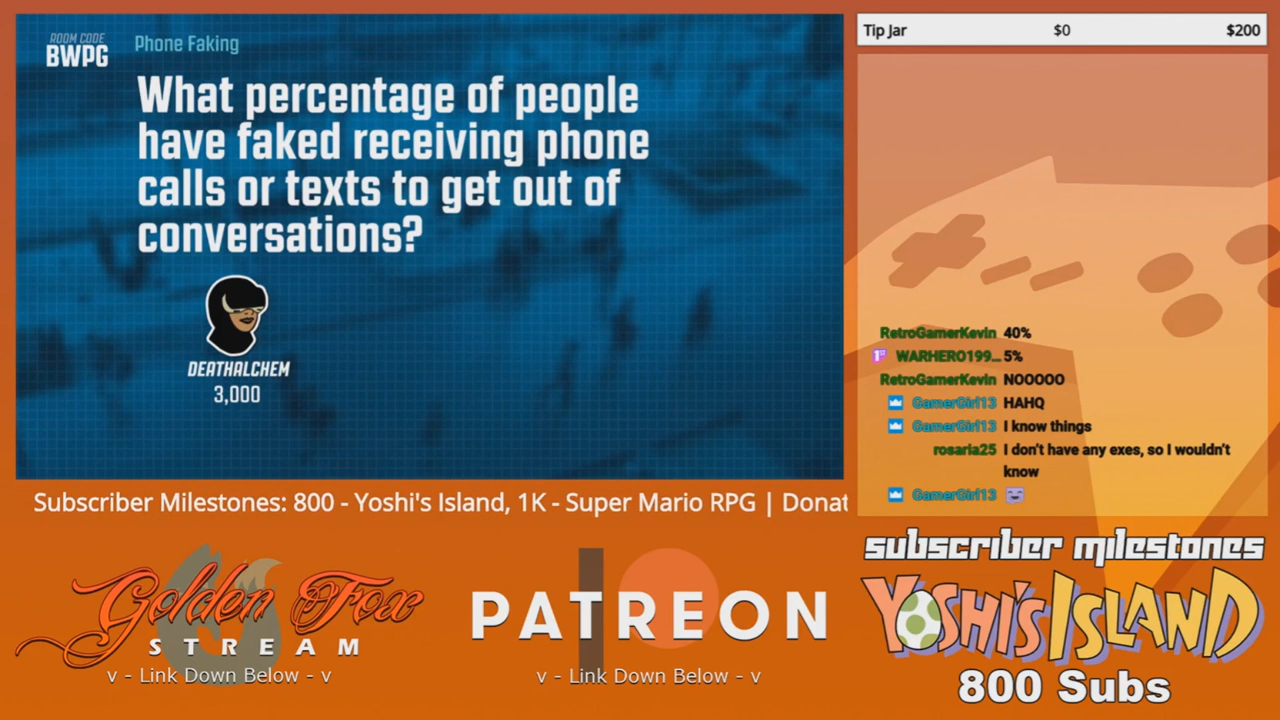 ROOM CODE
BWPG
Phone Faking
What percentage of people
have faked receiving phone
calls or texts to get out of
conversations?
DEATHALCHEM
3,000
Subscriber Milestones: 800 - Yoshi's Island, 1K - Super Mario RPG | Donat
Golden Fox
STREAM
v - Link Down Below - v
PATREON
v - Link Down Below - v
Tip Jar $0 $200
RetroGamerKevin 40%
WARHERO199... 5%
RetroGamerKevin NOOOOO
GamerGirl13 HAHQ
GamerGirl13 I know things
rosaria25 I don't have any exes, so I wouldn't
know
GamerGirl13
subscriber milestones
YOSHI'S ISLAND
800 Subs